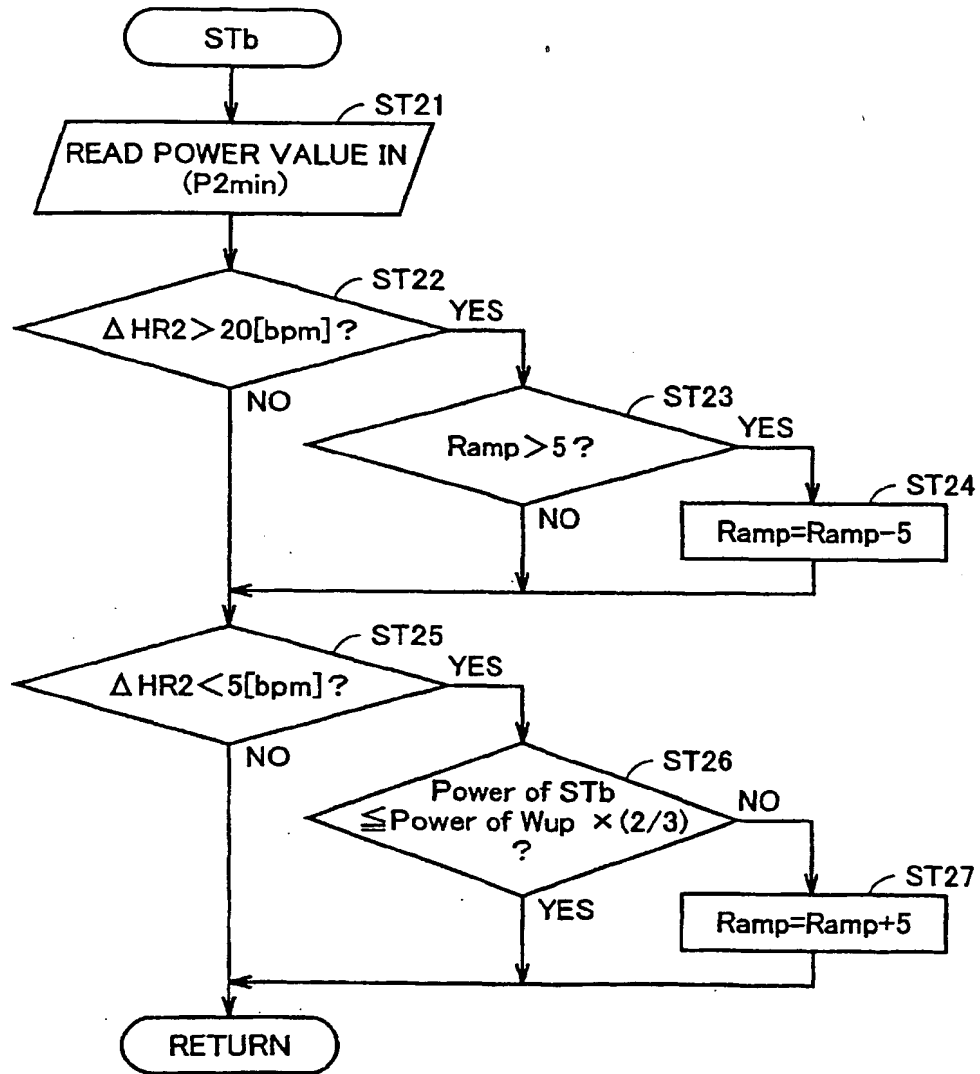 STb
ST21
READ POWER VALUE IN
(P2min)
ST22
ΔHR2>20[bpm]?
YES
NO
ST23
Ramp>5?
YES
NO
ST24
Ramp=Ramp-5
ST25
ΔHR2<5[bpm]?
YES
NO
ST26
Power of STb
≦Power of Wup ×(2/3)
?
NO
YES
ST27
Ramp=Ramp+5
RETURN